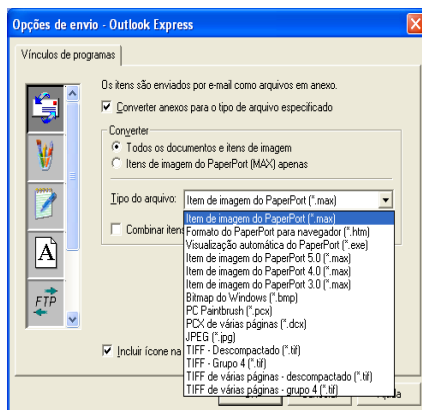 Opções de envio - Outlook Express
Vínculos de programas
Os itens são enviados por e-mail como arquivos em anexo.
Converter anexos para o tipo de arquivo especificado
Converter
Todos os documentos e itens de imagem
Itens de imagem do PaperPort (MAX) apenas
Tipo do arquivo: Item de imagem do PaperPort (*.max)
Item de imagem do PaperPort (*.max)
Combinar itens
Formato do PaperPort para navegador (*.htm)
Visualização automática do PaperPort (*.exe)
Item de imagem do PaperPort 5.0 (*.max)
Item de imagem do PaperPort 4.0 (*.max)
Item de imagem do PaperPort 3.0 (*.max)
Bitmap do Windows (*.bmp)
PC Paintbrush (*.pcx)
PCX de várias páginas (*.dcx)
JPEG (*.jpg)
TIFF - Descompactado (*.tif)
Incluir ícone na
TIFF - Grupo 4 (*.tif)
TIFF de várias páginas - descompactado (*.tif)
TIFF de várias páginas - grupo 4 (*.tif)
A
FTP